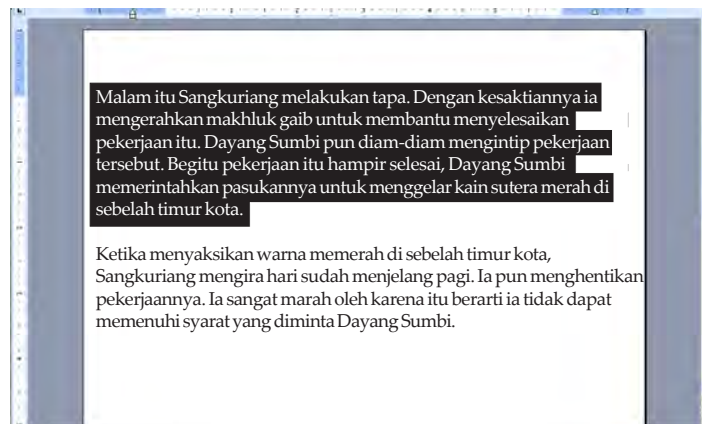 Malam itu Sangkuriang melakukan tapa. Dengan kesaktiannya ia
mengerahkan makhluk gaib untuk membantu menyelesaikan
pekerjaan itu. Dayang Sumbi pun diam-diam mengintip pekerjaan
tersebut. Begitu pekerjaan itu hampir selesai, Dayang Sumbi
memerintahkan pasukannya untuk menggelar kain sutera merah di
sebelah timur kota.
Ketika menyaksikan warna memerah di sebelah timur kota,
Sangkuriang mengira hari sudah menjelang pagi. Ia pun menghentikan
pekerjaannya. Ia sangat marah oleh karena itu berarti ia tidak dapat
memenuhi syarat yang diminta Dayang Sumbi.